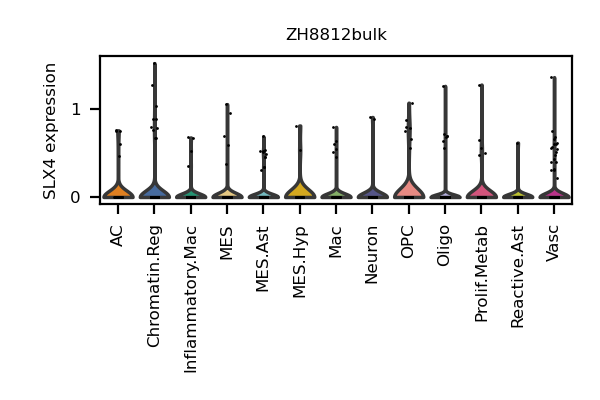 ZH8812bulk
SLX4 expression
1
0
AC
Chromatin.Reg
Inflammatory.Mac
MES
MES.Ast
MES.Hyp
Mac
Neuron
OPC
Oligo
Prolif.Metab
Reactive.Ast
Vasc